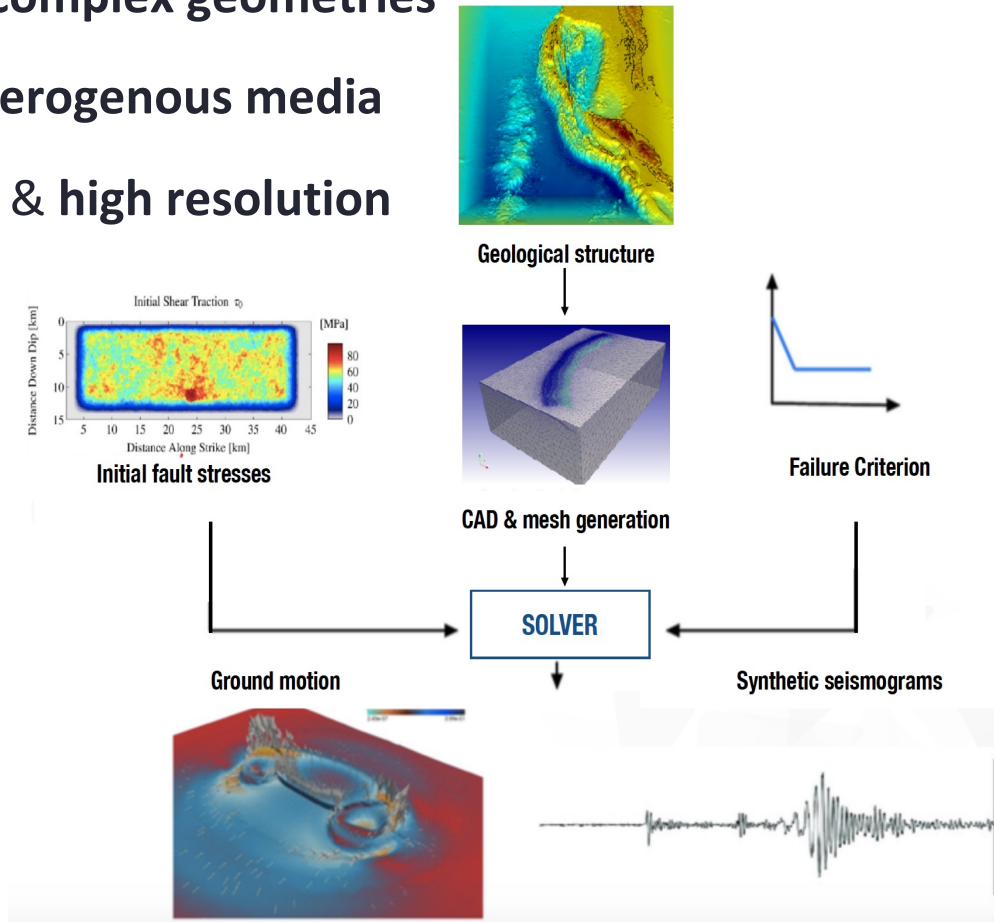 complex geometries
erogenous media
& high resolution
Geological structure
Initial Shear Traction τ0
[MPa]
Distance Down Dip [km]
0
5
10
15
80
60
40
20
0
5 10 15 20 25 30 35 40 45
Distance Along Strike [km]
Initial fault stresses
CAD & mesh generation
Failure Criterion
SOLVER
Ground motion
Synthetic seismograms